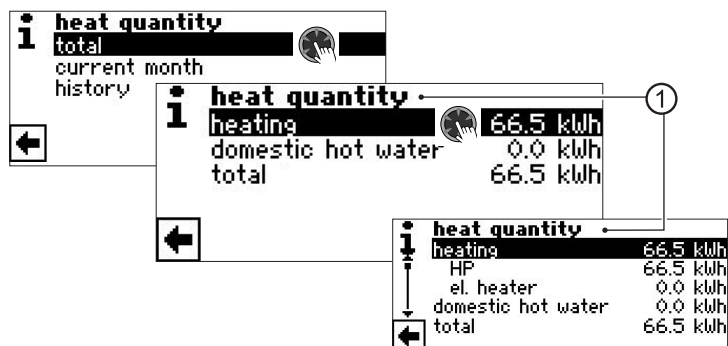 heat quantity
total
current month
history
heat quantity
heating 66.5 kWh
domestic hot water 0.0 kWh
total 66.5 kWh
1
heat quantity
heating 66.5 kWh
HP 66.5 kWh
el. heater 0.0 kWh
domestic hot water 0.0 kWh
total 66.5 kWh